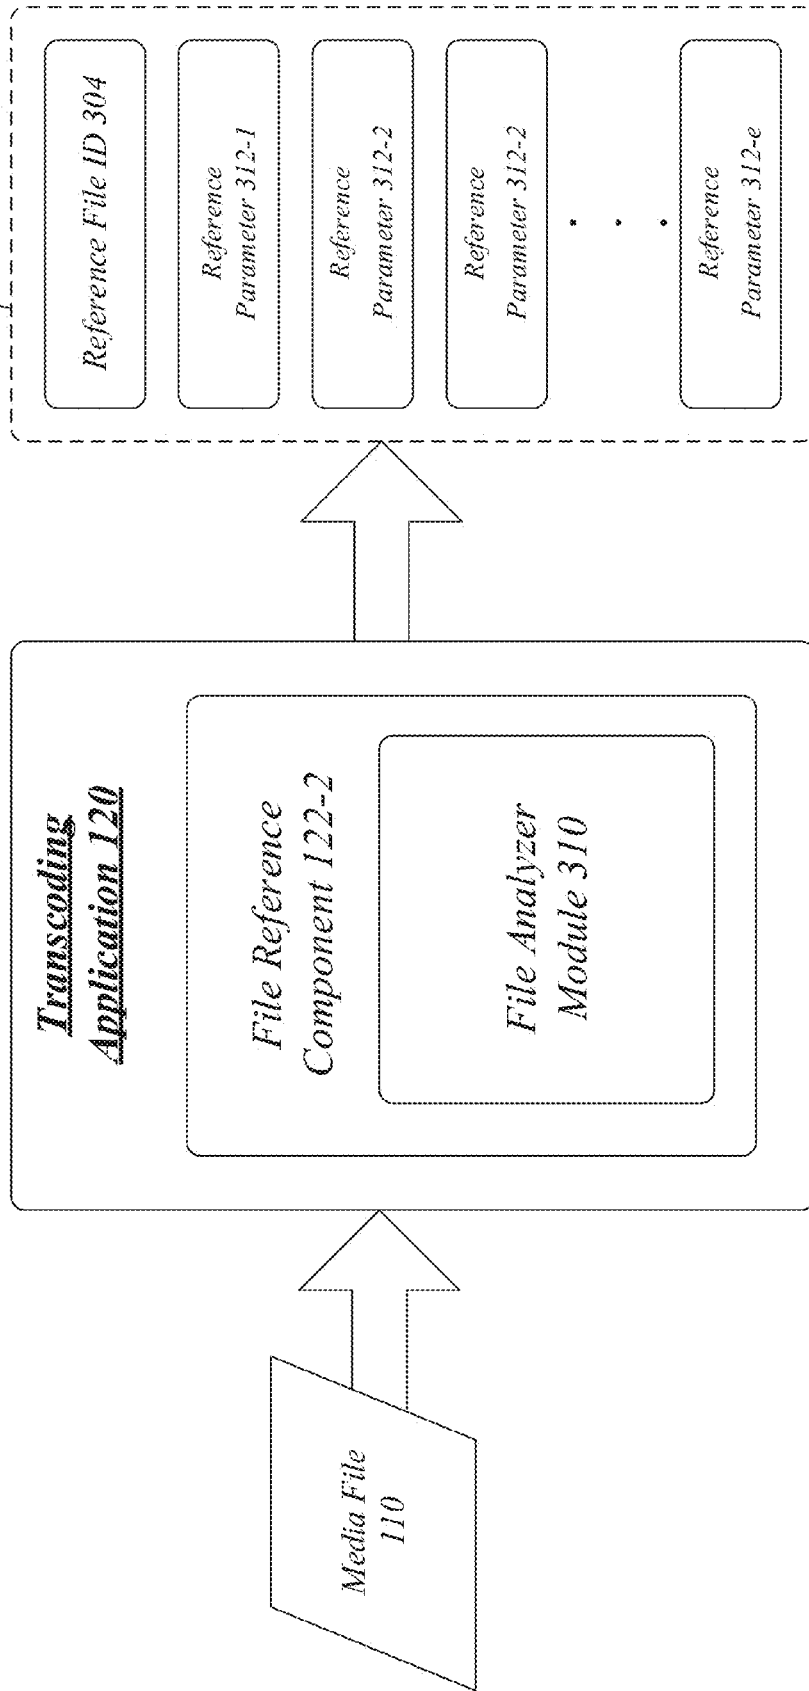 Media File
110
Transcoding
Application 120
File Reference
Component 122-2
File Analyzer
Module 310
Reference File ID 304
Reference
Parameter 312-1
Reference
Parameter 312-2
Reference
Parameter 312-2
Reference
Parameter 312-e